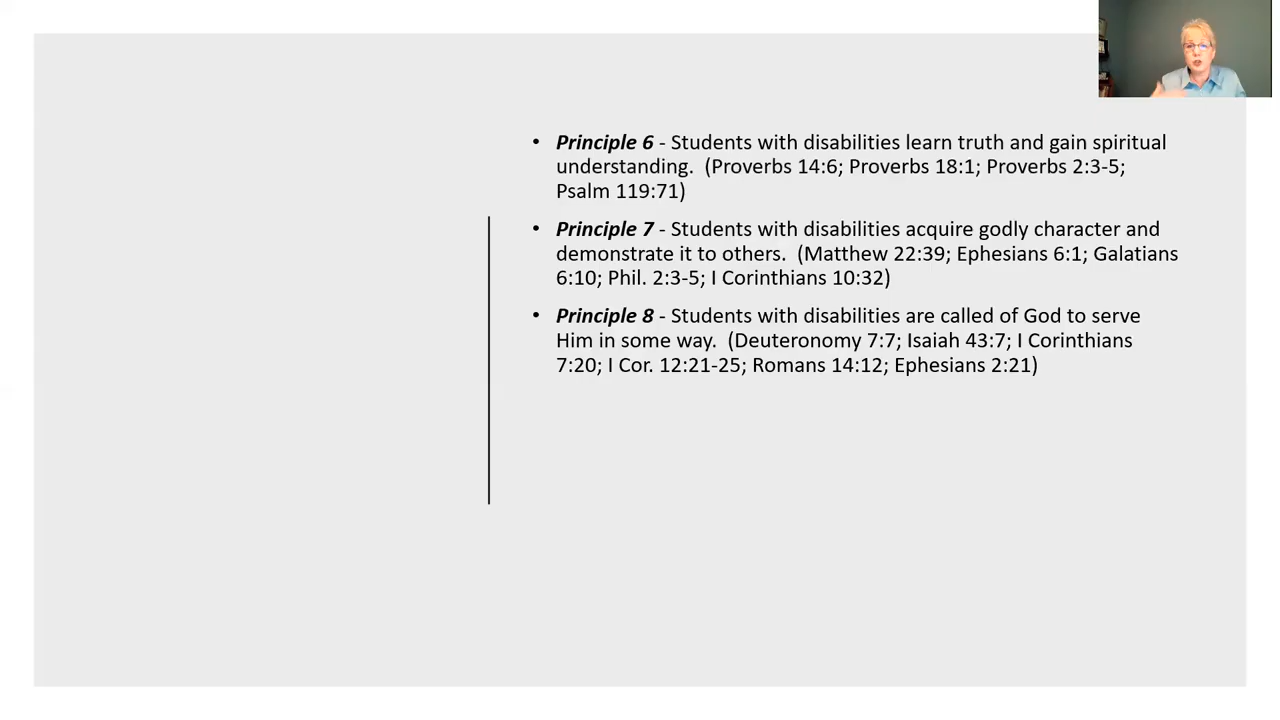 • Principle 6 - Students with disabilities learn truth and gain spiritual
understanding.  (Proverbs 14:6; Proverbs 18:1; Proverbs 2:3-5;
Psalm 119:71)
• Principle 7 - Students with disabilities acquire godly character and
demonstrate it to others.  (Matthew 22:39; Ephesians 6:1; Galatians
6:10; Phil. 2:3-5; I Corinthians 10:32)
• Principle 8 - Students with disabilities are called of God to serve
Him in some way.  (Deuteronomy 7:7; Isaiah 43:7; I Corinthians
7:20; I Cor. 12:21-25; Romans 14:12; Ephesians 2:21)